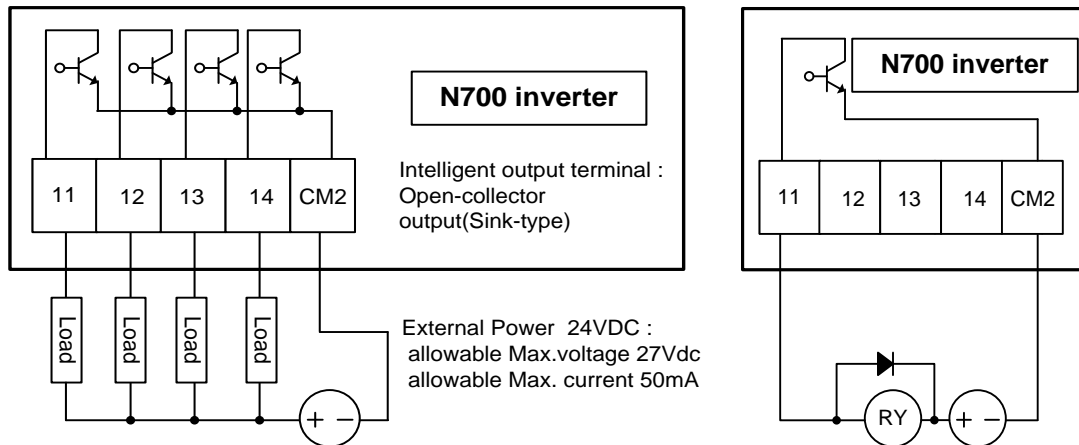 N700 inverter
Intelligent output terminal :
Open-collector
output(Sink-type)
11 12 13 14 CM2
Load Load Load Load
External Power 24VDC :
allowable Max.voltage 27Vdc
allowable Max. current 50mA
+ −
N700 inverter
11 12 13 14 CM2
RY + −